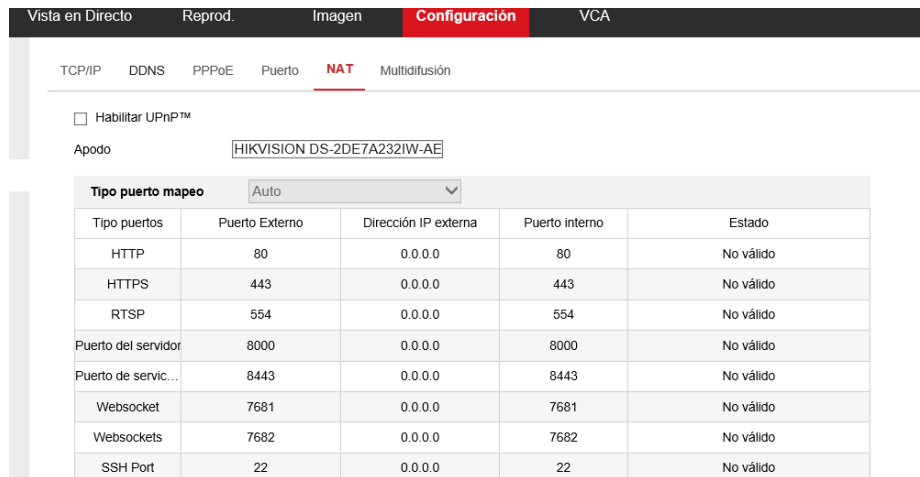 Vista en Directo Reprod. Imagen Configuración VCA
TCP/IP DDNS PPPoE Puerto NAT Multidifusión
Habilitar UPnP™
Apodo HIKVISION DS-2DE7A232IW-AE
Tipo puerto mapeo Auto
Tipo puertos Puerto Externo Dirección IP externa Puerto interno Estado
HTTP 80 0.0.0.0 80 No válido
HTTPS 443 0.0.0.0 443 No válido
RTSP 554 0.0.0.0 554 No válido
Puerto del servidor 8000 0.0.0.0 8000 No válido
Puerto de servic... 8443 0.0.0.0 8443 No válido
Websocket 7681 0.0.0.0 7681 No válido
Websockets 7682 0.0.0.0 7682 No válido
SSH Port 22 0.0.0.0 22 No válido